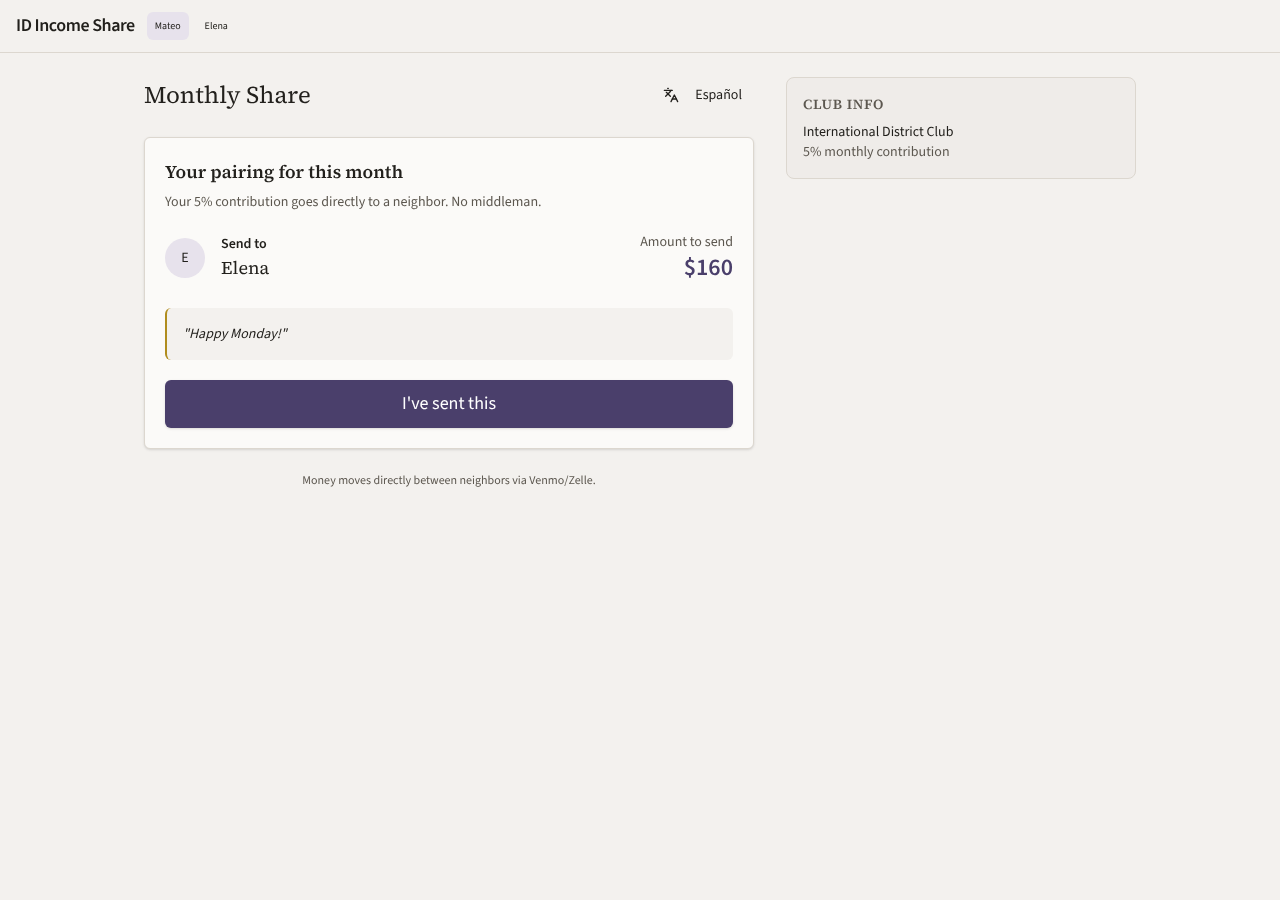 ID Income Share
Mateo
Elena
Monthly Share
Español
Your pairing for this month
Your 5% contribution goes directly to a neighbor. No middleman.
E
Send to
Elena
Amount to send
$160
"Happy Monday!"
I've sent this
Money moves directly between neighbors via Venmo/Zelle.
CLUB INFO
International District Club
5% monthly contribution